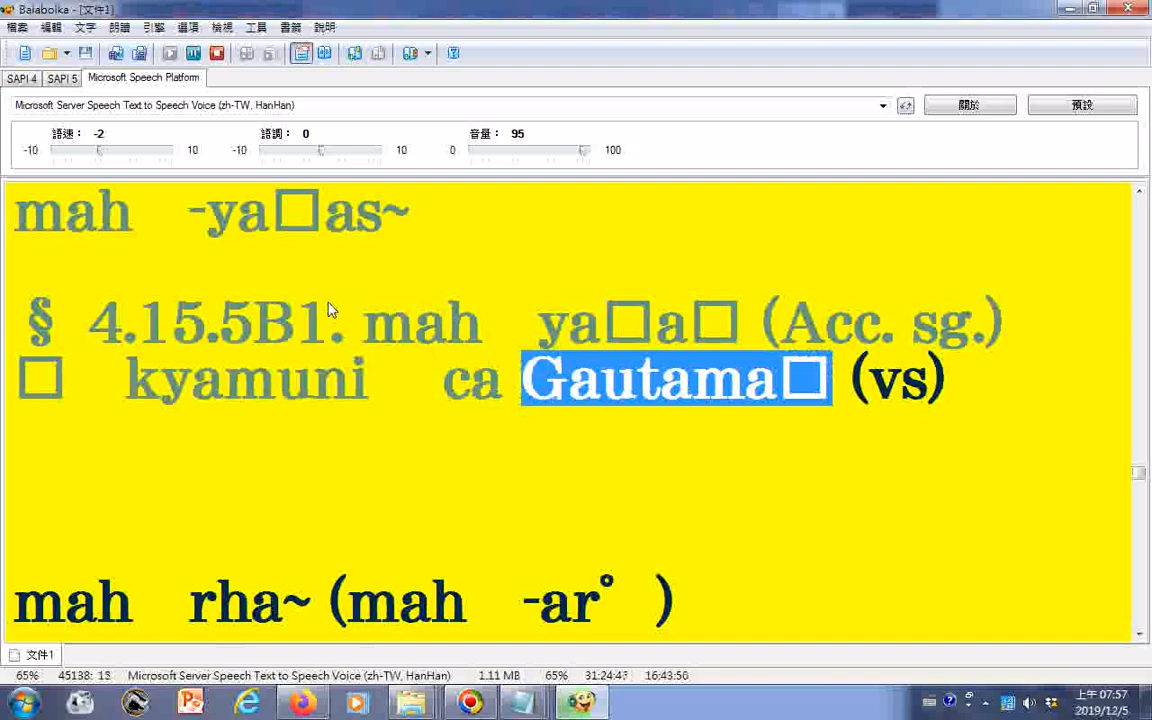 Balabolka - [文件1]
檔案 編輯 文字 朗讀 引擎 選項 檢視 工具 書籤 說明
SAPI 4 SAPI 5 Microsoft Speech Platform
Microsoft Server Speech Text to Speech Voice (zh-TW, HanHan) 關於 預設
語速： -2 語調： 0 音量： 95
-10 10 -10 10 0 100
mah -ya□as~
§ 4.15.5B1. mah ya□a□ (Acc. sg.)
□ kyamuni ca Gautama□ (vs)
mah rha~ (mah -ar° )
文件1
65% 45138: 13 Microsoft Server Speech Text to Speech Voice (zh-TW, HanHan) 1.11 MB 65% 31:24:43 16:43:50
上午 07:57
2019/12/5